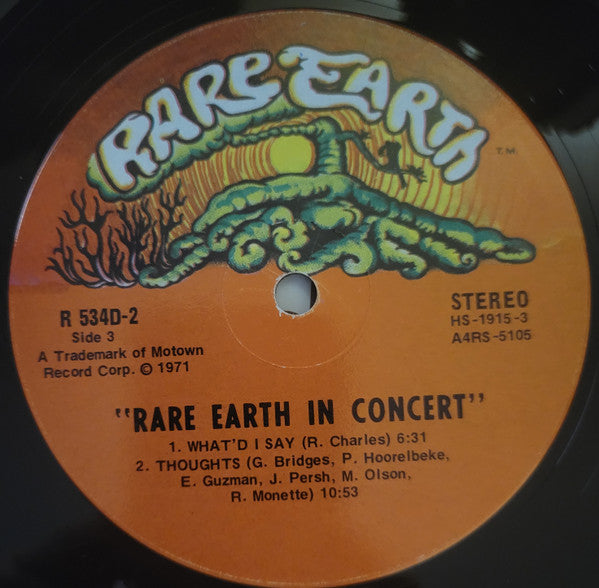 RARE EARTH
T.M.
R 534D-2
Side 3
A Trademark of Motown
Record Corp. © 1971
STEREO
HS-1915-3
A4RS-5105
"RARE EARTH IN CONCERT"
1. WHAT'D I SAY (R. Charles) 6:31
2. THOUGHTS (G. Bridges, P. Hoorelbeke,
E. Guzman, J. Persh, M. Olson,
R. Monette) 10:53